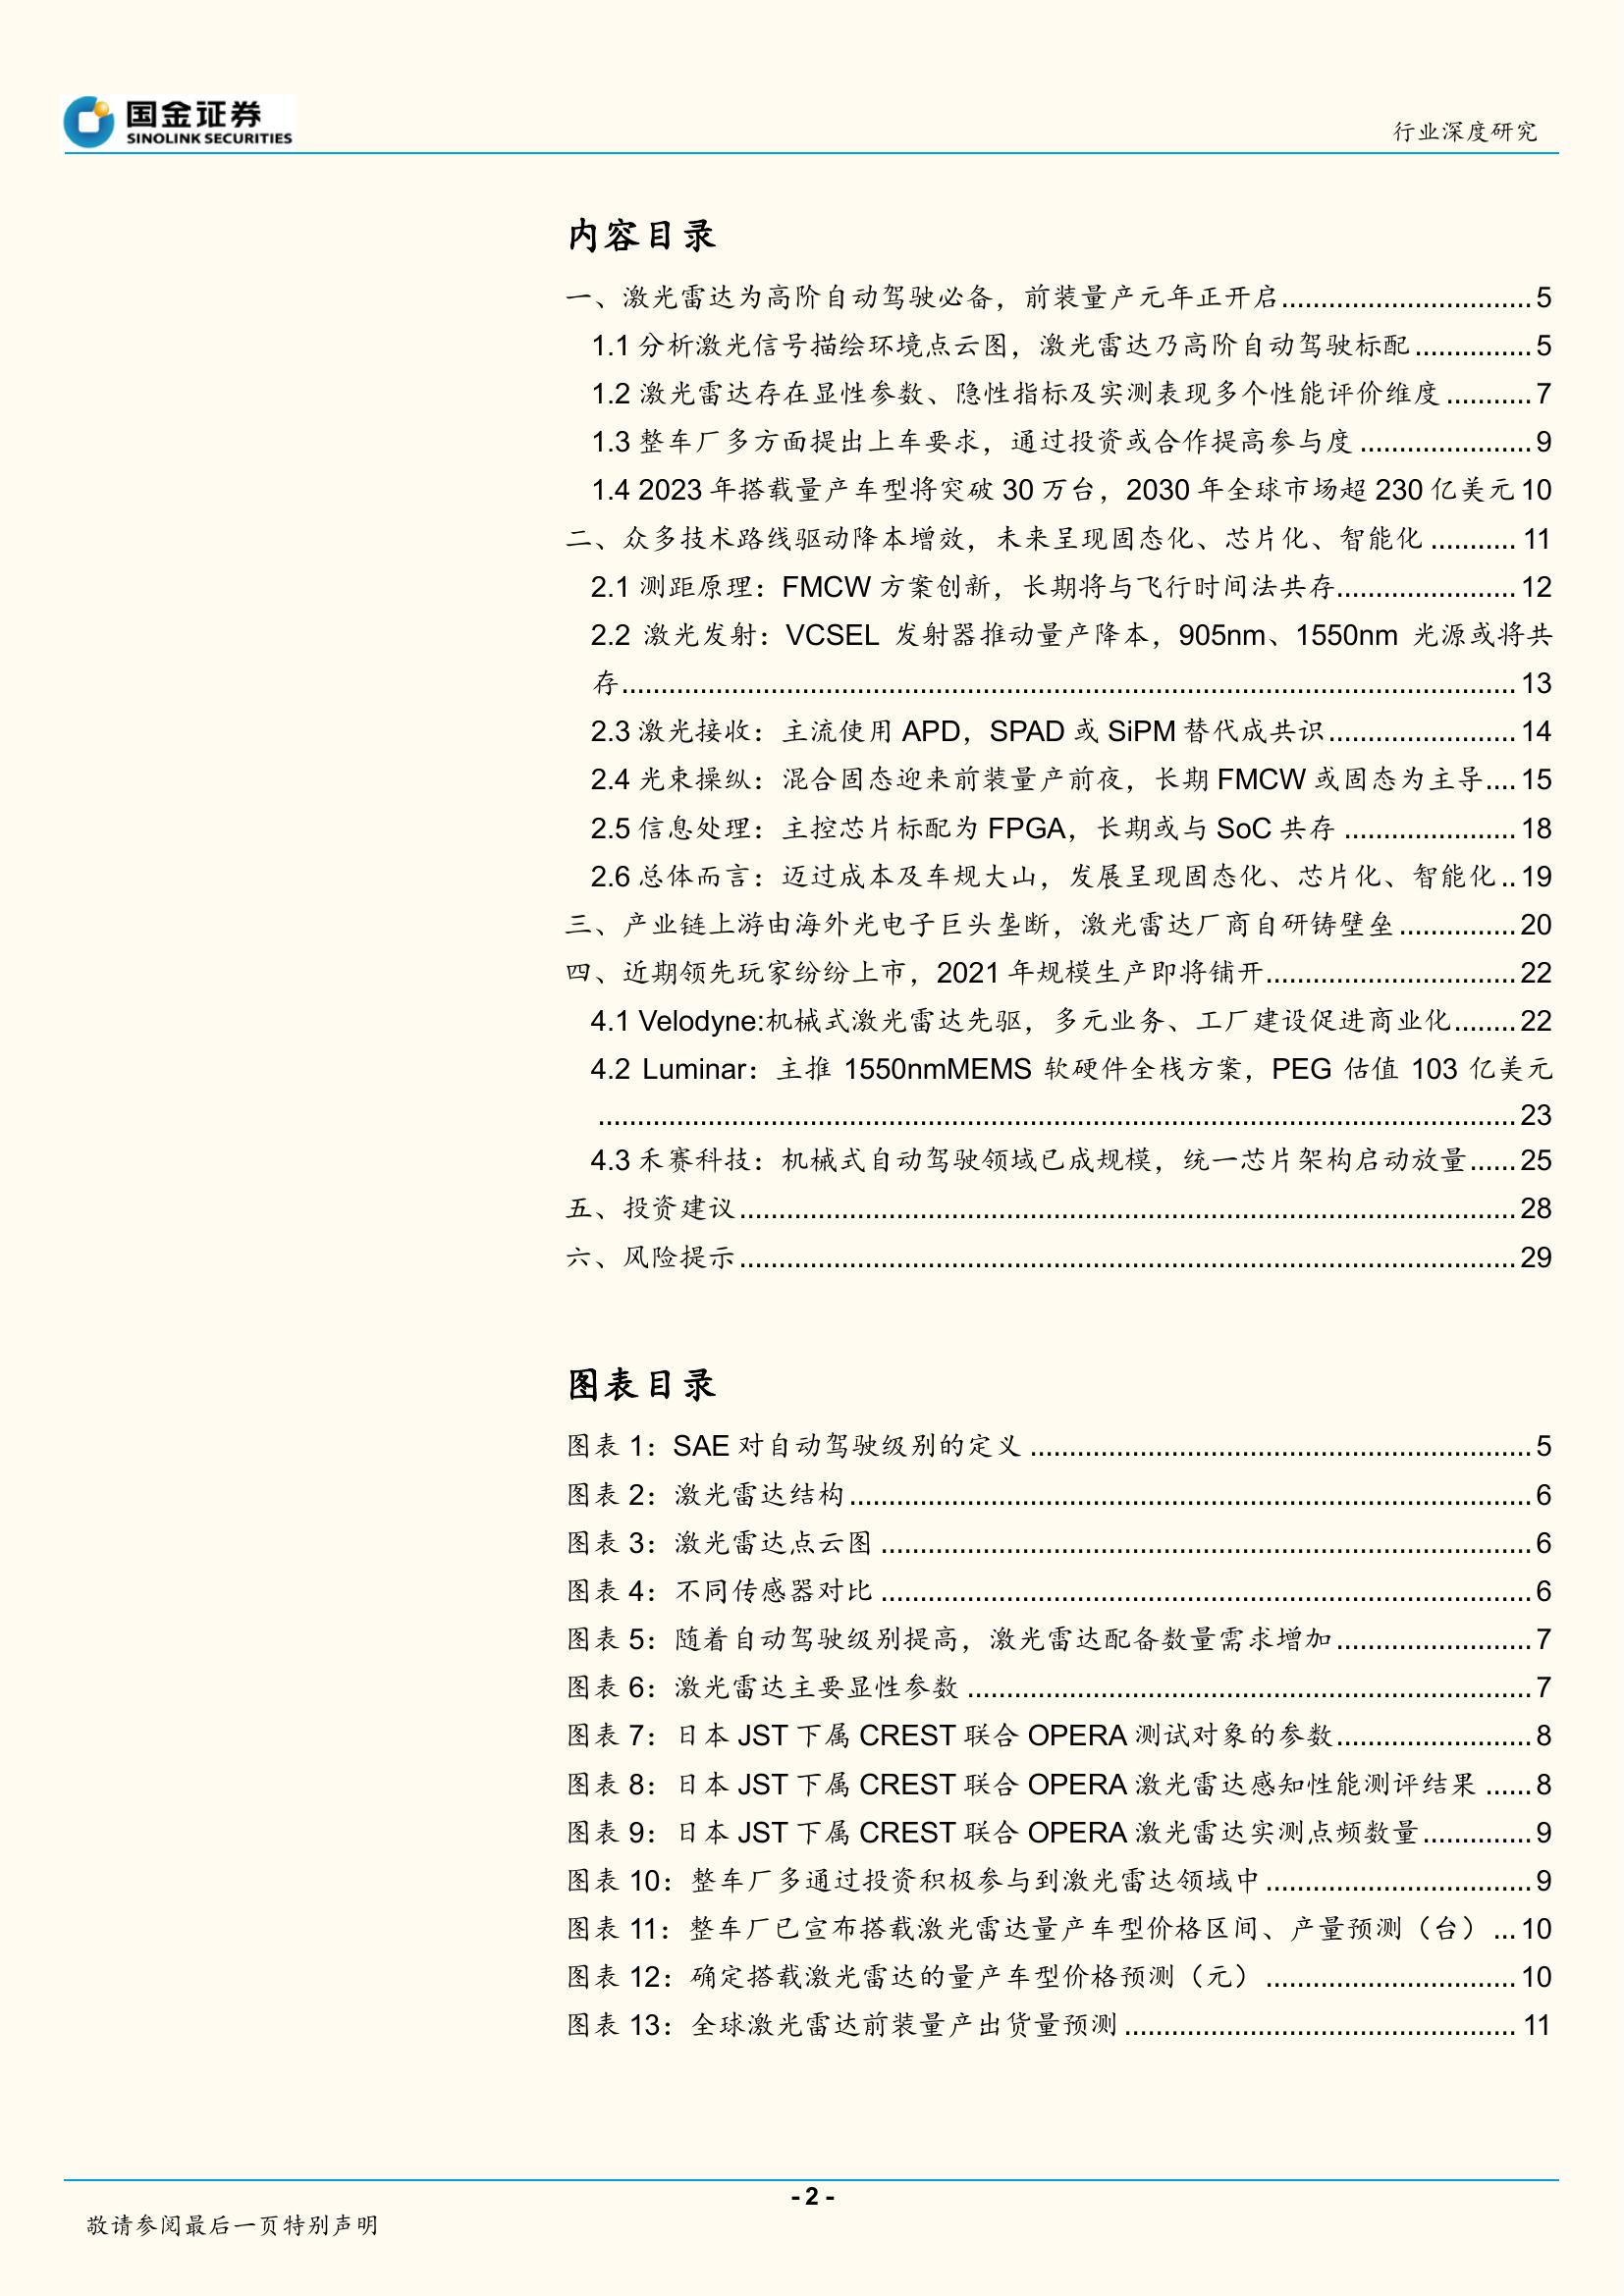 国金证券
SINOLINK SECURITIES
行业深度研究
内容目录
一、激光雷达为高阶自动驾驶必备，前装量产元年正开启................................5
1.1 分析激光信号描绘环境点云图，激光雷达乃高阶自动驾驶标配...............5
1.2 激光雷达存在显性参数、隐性指标及实测表现多个性能评价维度...........7
1.3 整车厂多方面提出上车要求，通过投资或合作提高参与度......................9
1.4 2023 年搭载量产车型将突破 30 万台，2030 年全球市场超 230 亿美元 10
二、众多技术路线驱动降本增效，未来呈现固态化、芯片化、智能化........... 11
2.1 测距原理：FMCW 方案创新，长期将与飞行时间法共存.......................12
2.2 激光发射：VCSEL 发射器推动量产降本，905nm、1550nm 光源或将共
存..................................................................................................................13
2.3 激光接收：主流使用 APD，SPAD 或 SiPM 替代成共识........................14
2.4 光束操纵：混合固态迎来前装量产前夜，长期 FMCW 或固态为主导....15
2.5 信息处理：主控芯片标配为 FPGA，长期或与 SoC 共存......................18
2.6 总体而言：迈过成本及车规大山，发展呈现固态化、芯片化、智能化..19
三、产业链上游由海外光电子巨头垄断，激光雷达厂商自研铸壁垒...............20
四、近期领先玩家纷纷上市，2021 年规模生产即将铺开................................22
4.1 Velodyne:机械式激光雷达先驱，多元业务、工厂建设促进商业化........22
4.2 Luminar：主推 1550nmMEMS 软硬件全栈方案，PEG 估值 103 亿美元
.....................................................................................................................23
4.3 禾赛科技：机械式自动驾驶领域已成规模，统一芯片架构启动放量......25
五、投资建议...................................................................................................28
六、风险提示...................................................................................................29
图表目录
图表 1：SAE 对自动驾驶级别的定义................................................................5
图表 2：激光雷达结构.......................................................................................6
图表 3：激光雷达点云图...................................................................................6
图表 4：不同传感器对比...................................................................................6
图表 5：随着自动驾驶级别提高，激光雷达配备数量需求增加.........................7
图表 6：激光雷达主要显性参数........................................................................7
图表 7：日本 JST 下属 CREST 联合 OPERA 测试对象的参数.........................8
图表 8：日本 JST 下属 CREST 联合 OPERA 激光雷达感知性能测评结果......8
图表 9：日本 JST 下属 CREST 联合 OPERA 激光雷达实测点频数量..............9
图表 10：整车厂多通过投资积极参与到激光雷达领域中..................................9
图表 11：整车厂已宣布搭载激光雷达量产车型价格区间、产量预测（台）...10
图表 12：确定搭载激光雷达的量产车型价格预测（元）................................10
图表 13：全球激光雷达前装量产出货量预测.................................................. 11
- 2 -
敬请参阅最后一页特别声明